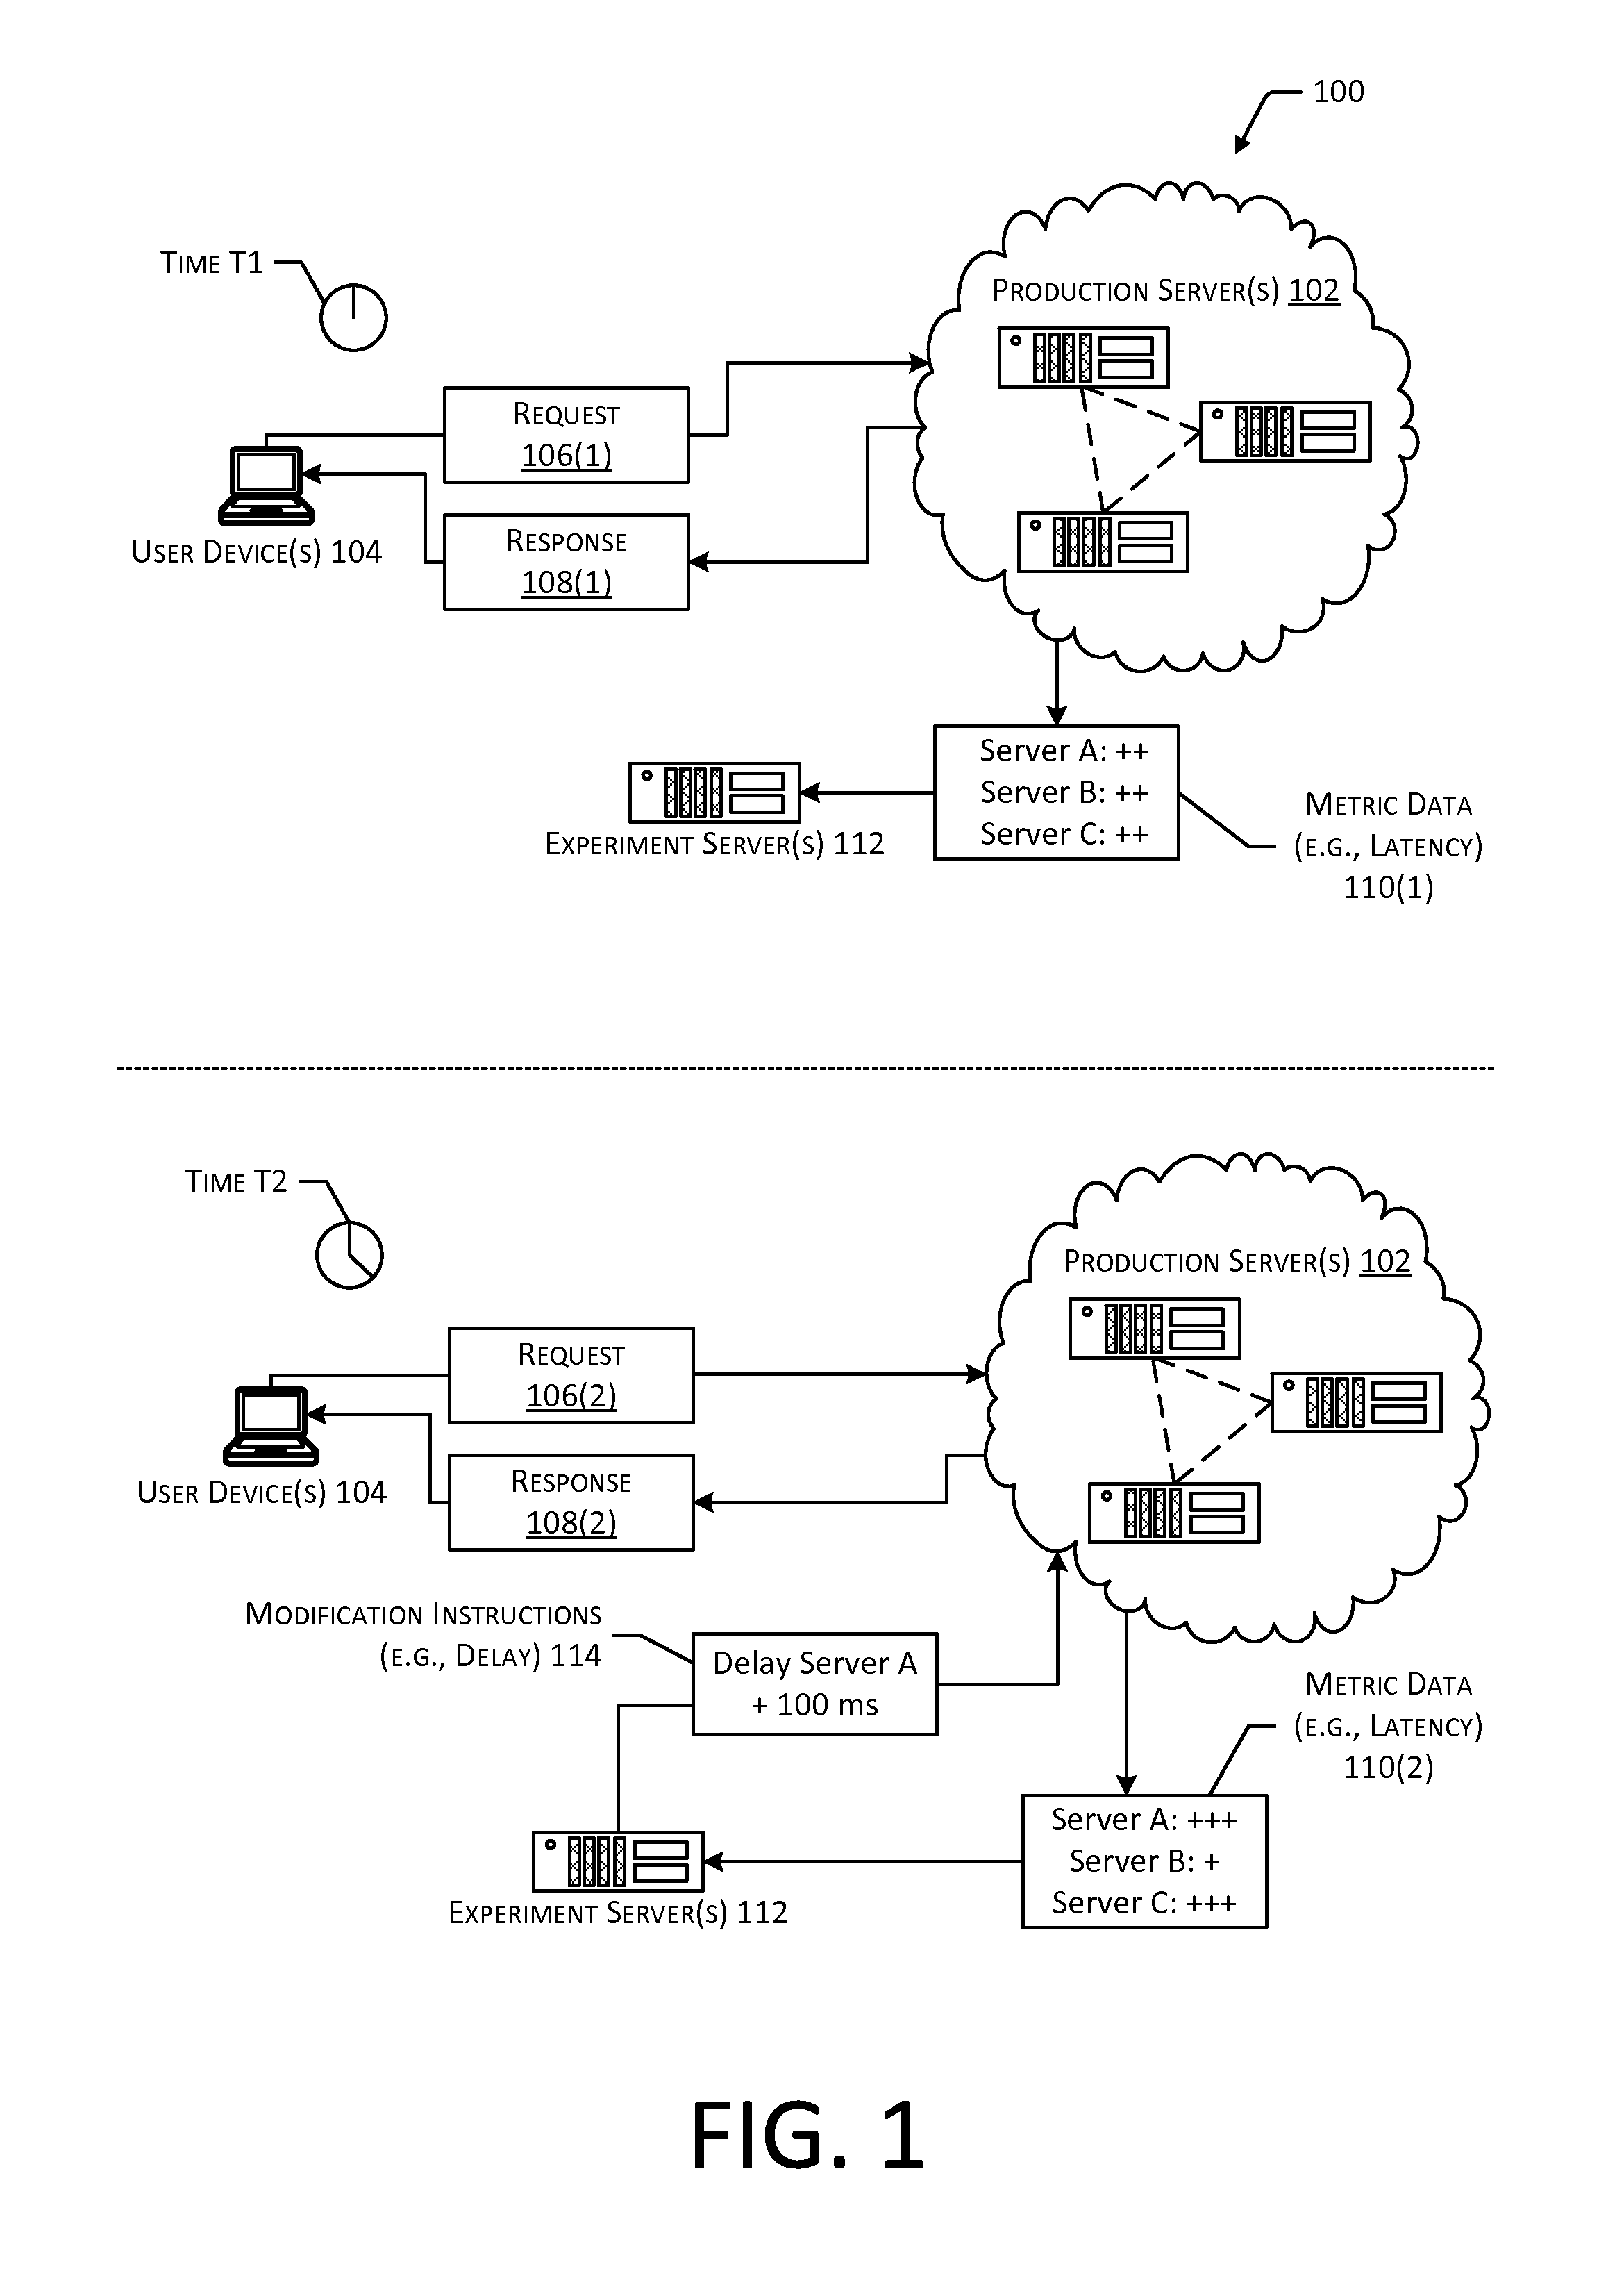 100
Time T1
Production Server(s) 102
Request
106(1)
User Device(s) 104
Response
108(1)
Server A: ++
Server B: ++
Server C: ++
Experiment Server(s) 112
Metric Data
(e.g., Latency)
110(1)
Time T2
Production Server(s) 102
Request
106(2)
User Device(s) 104
Response
108(2)
Modification Instructions
(e.g., Delay) 114
Delay Server A
+ 100 ms
Metric Data
(e.g., Latency)
110(2)
Server A: +++
Server B: +
Server C: +++
Experiment Server(s) 112
FIG. 1